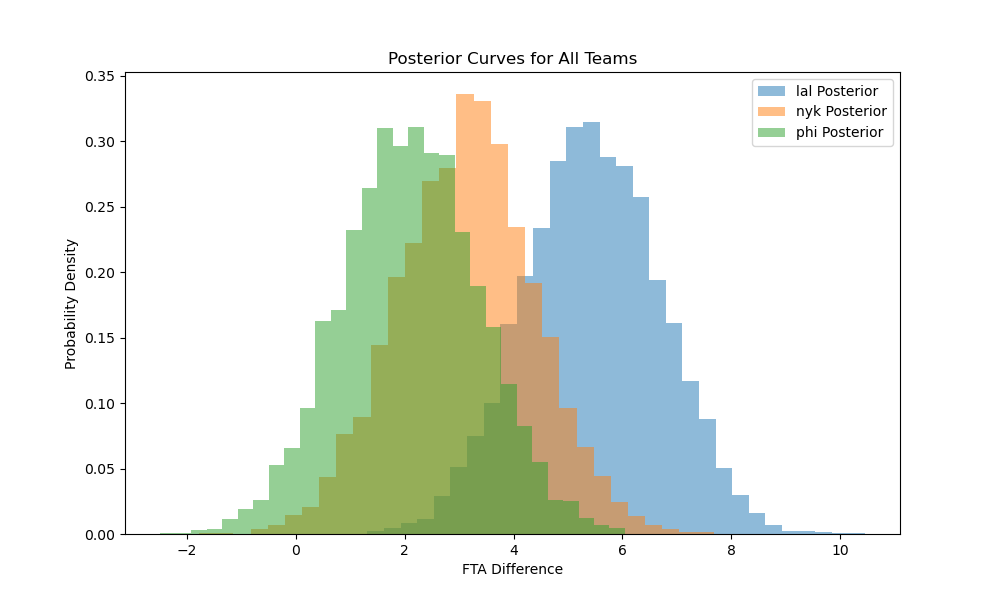 Posterior Curves for All Teams
lal Posterior
nyk Posterior
phi Posterior
Probability Density
0.35
0.30
0.25
0.20
0.15
0.10
0.05
0.00
−2 0 2 4 6 8 10
FTA Difference